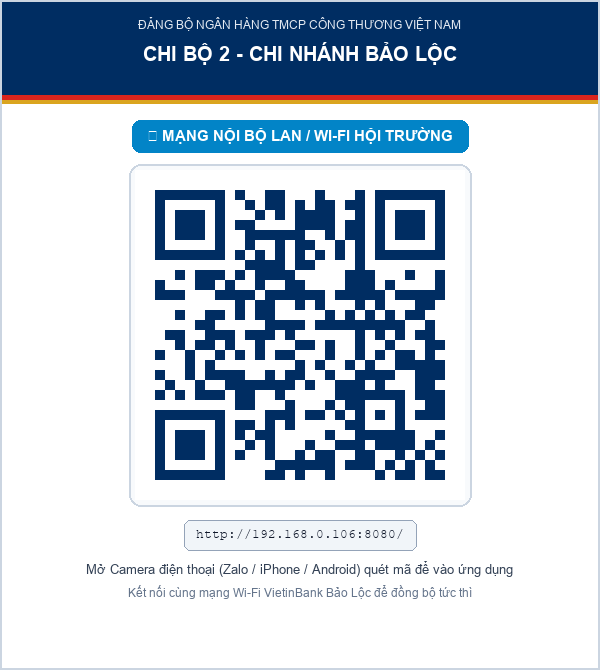 ĐẢNG BỘ NGÂN HÀNG TMCP CÔNG THƯƠNG VIỆT NAM
CHI BỘ 2 - CHI NHÁNH BẢO LỘC
MẠNG NỘI BỘ LAN / WI-FI HỘI TRƯỜNG
http://192.168.0.106:8080/
Mở Camera điện thoại (Zalo / iPhone / Android) quét mã để vào ứng dụng
Kết nối cùng mạng Wi-Fi VietinBank Bảo Lộc để đồng bộ tức thì